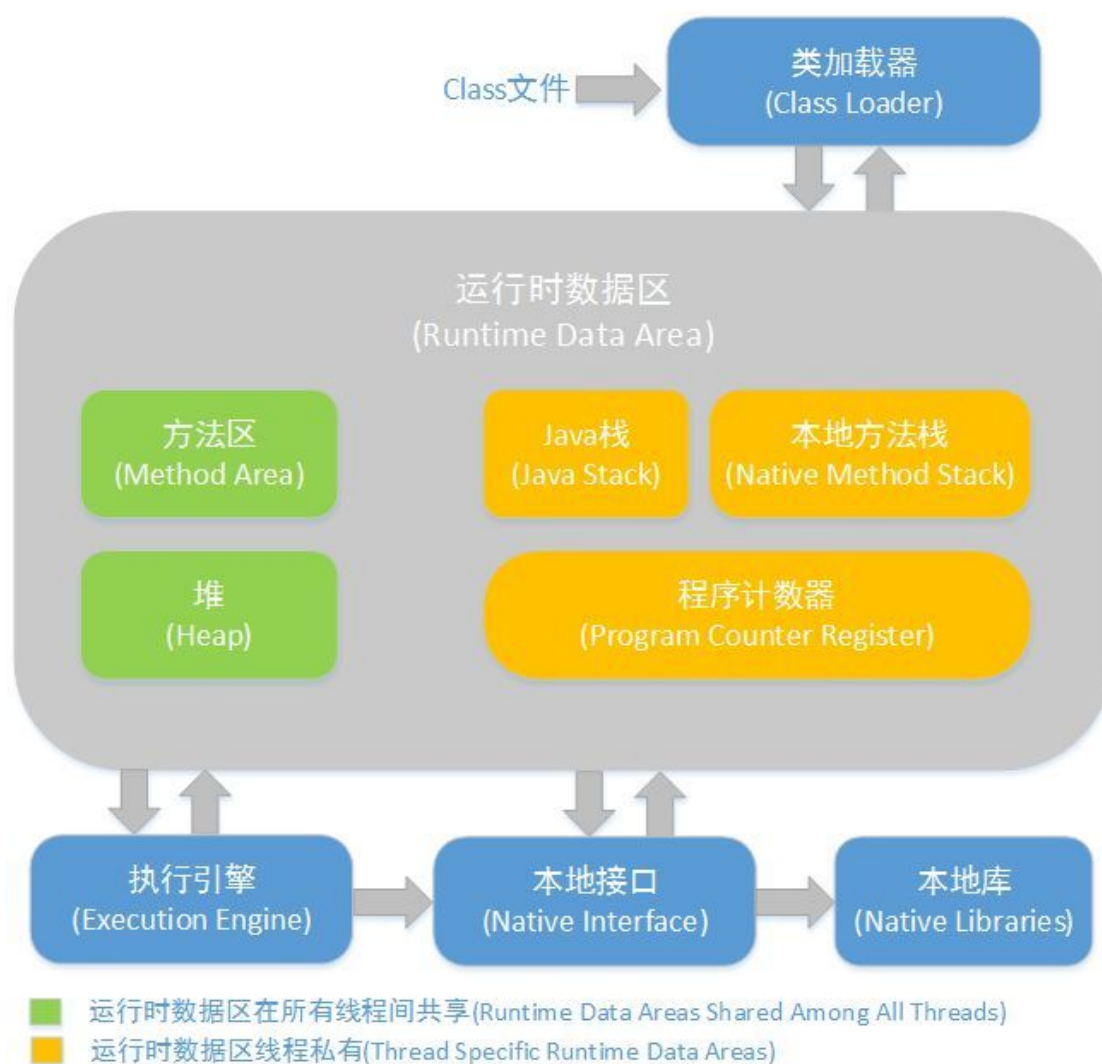 类加载器
(Class Loader)
Class文件
运行时数据区
(Runtime Data Area)
方法区
(Method Area)
Java栈
(Java Stack)
本地方法栈
(Native Method Stack)
堆
(Heap)
程序计数器
(Program Counter Register)
执行引擎
(Execution Engine)
本地接口
(Native Interface)
本地库
(Native Libraries)
运行时数据区在所有线程间共享(Runtime Data Areas Shared Among All Threads)
运行时数据区线程私有(Thread Specific Runtime Data Areas)